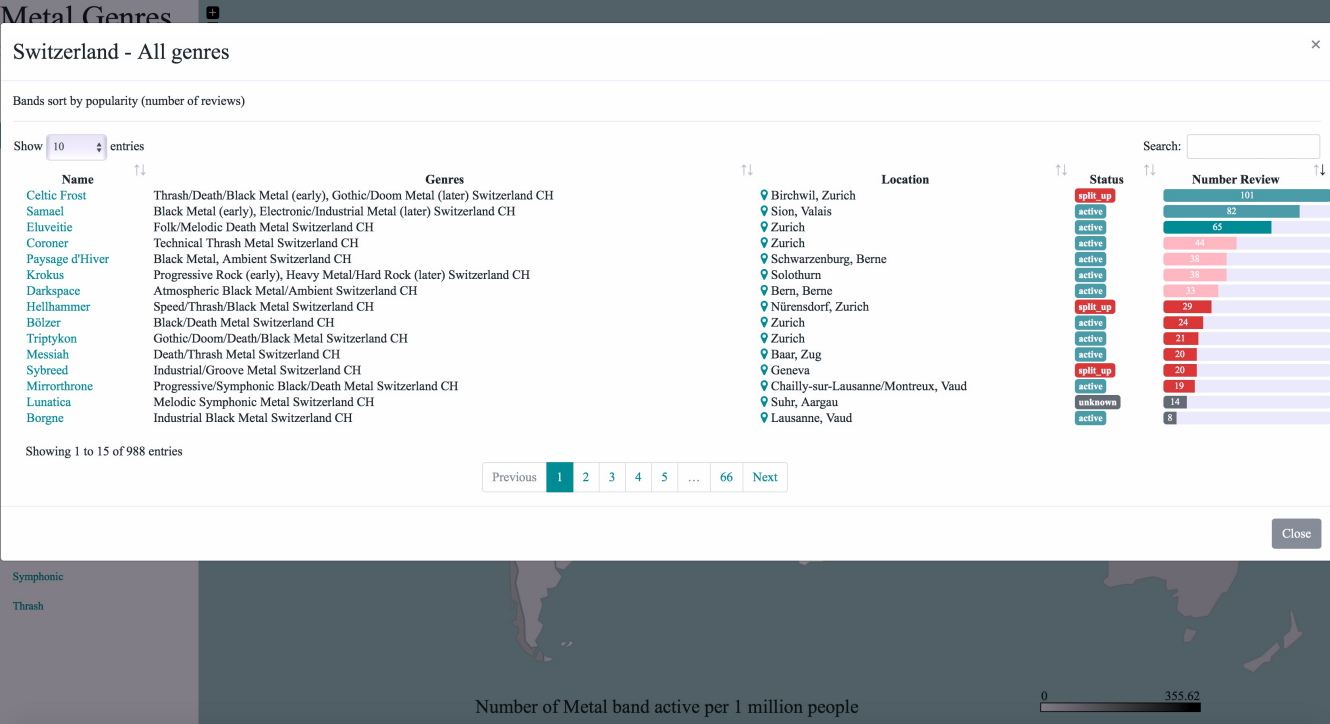 Metal Genres
+
Switzerland - All genres
×
Bands sort by popularity (number of reviews)
Show 10 entries
Search:
Name Genres Location Status Number Review
Celtic Frost Thrash/Death/Black Metal (early), Gothic/Doom Metal (later) Switzerland CH Birchwil, Zurich split_up 101
Samael Black Metal (early), Electronic/Industrial Metal (later) Switzerland CH Sion, Valais active 82
Eluveitie Folk/Melodic Death Metal Switzerland CH Zurich active 65
Coroner Technical Thrash Metal Switzerland CH Zurich active 44
Paysage d'Hiver Black Metal, Ambient Switzerland CH Schwarzenburg, Berne active 38
Krokus Progressive Rock (early), Heavy Metal/Hard Rock (later) Switzerland CH Solothurn active 38
Darkspace Atmospheric Black Metal/Ambient Switzerland CH Bern, Berne active 33
Hellhammer Speed/Thrash/Black Metal Switzerland CH Nürensdorf, Zurich split_up 29
Bölzer Black/Death Metal Switzerland CH Zurich active 24
Triptykon Gothic/Doom/Death/Black Metal Switzerland CH Zurich active 21
Messiah Death/Thrash Metal Switzerland CH Baar, Zug active 20
Sybreed Industrial/Groove Metal Switzerland CH Geneva split_up 20
Mirrorthrone Progressive/Symphonic Black/Death Metal Switzerland CH Chailly-sur-Lausanne/Montreux, Vaud active 19
Lunatica Melodic Symphonic Metal Switzerland CH Suhr, Aargau unknown 14
Borgne Industrial Black Metal Switzerland CH Lausanne, Vaud active 8
Showing 1 to 15 of 988 entries
Previous 1 2 3 4 5 … 66 Next
Close
Symphonic
Thrash
Number of Metal band active per 1 million people
0 355.62